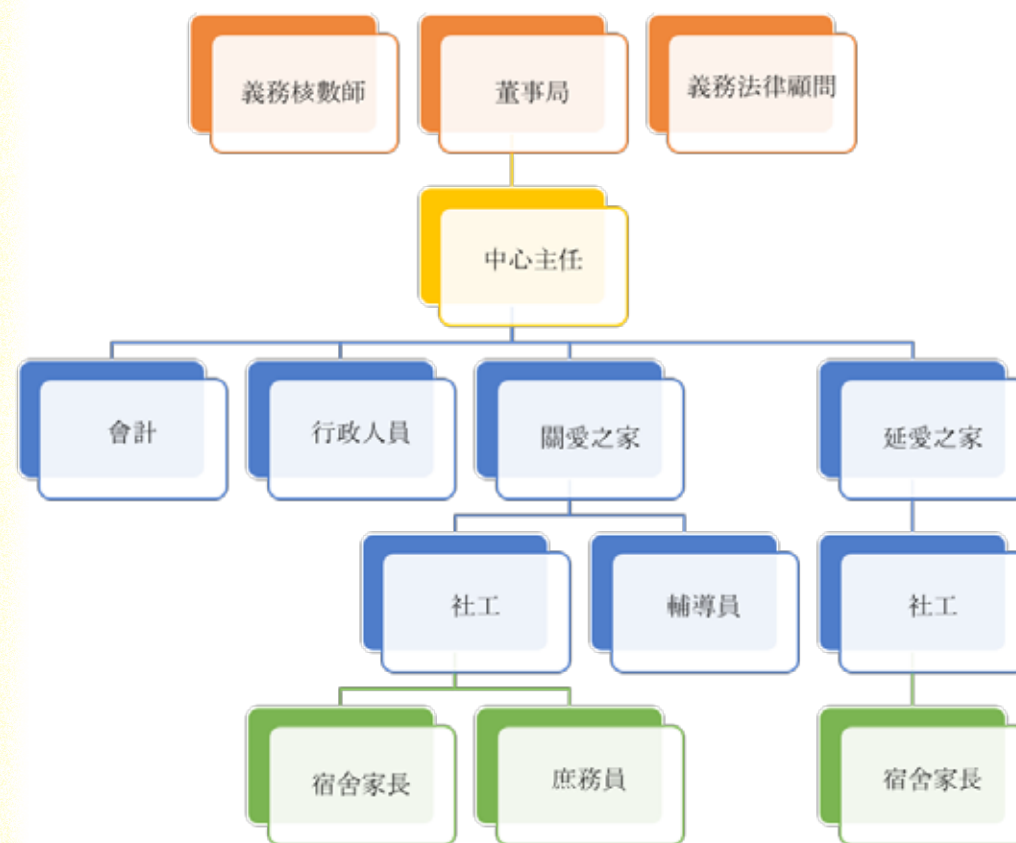 義務核數師
董事局
義務法律顧問
中心主任
會計
行政人員
關愛之家
延愛之家
社工
輔導員
社工
宿舍家長
庶務員
宿舍家長